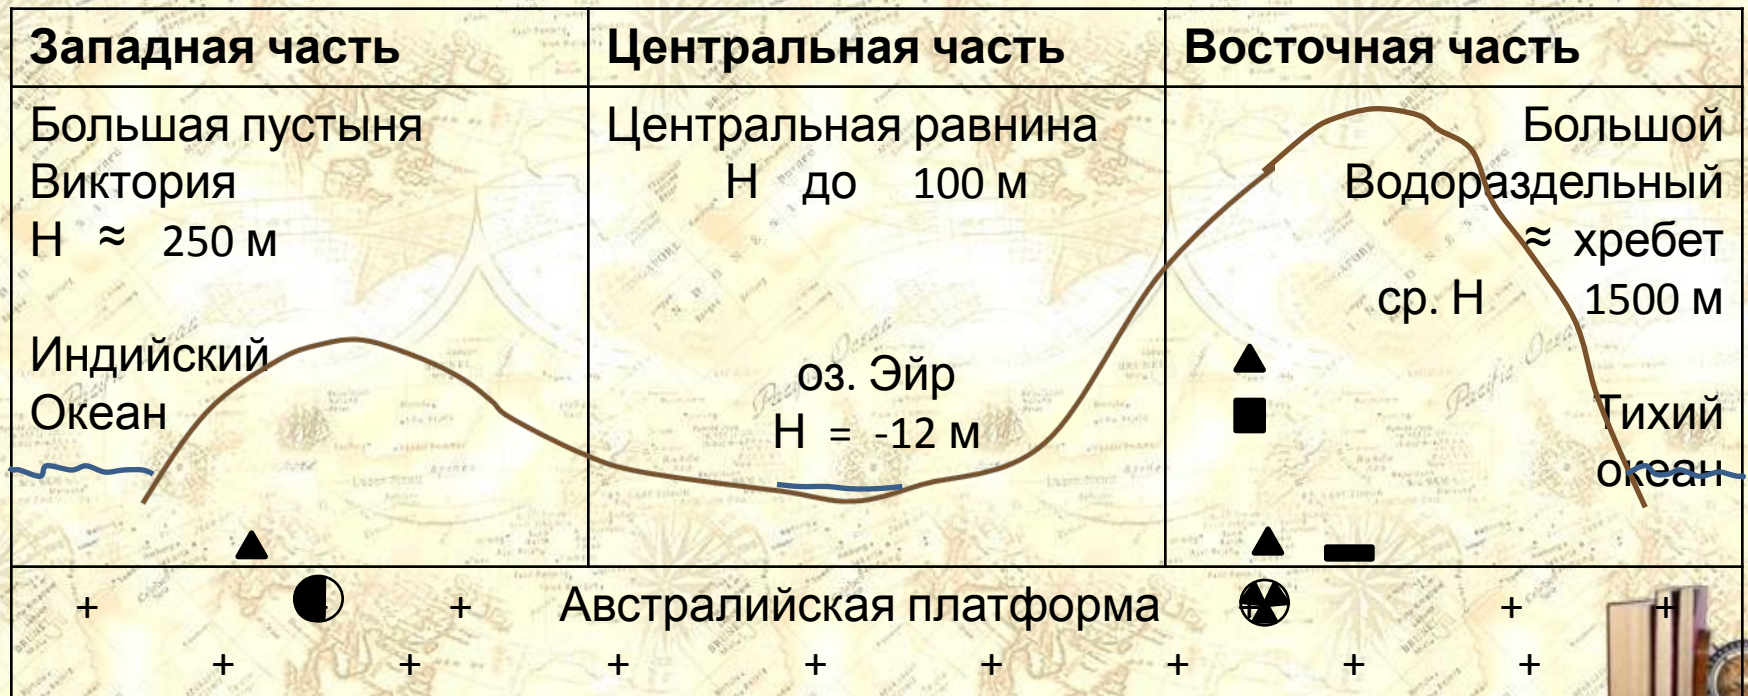 Западная часть
Центральная часть
Восточная часть
Большая пустыня
Виктория
Н ≈ 250 м
Индийский
Океан
Центральная равнина
Н до 100 м
оз. Эйр
Н = -12 м
Большой
Водораздельный
≈ хребет
ср. Н 1500 м
Тихий
океан
+ + Австралийская платформа + + +
+ + + + + + + +